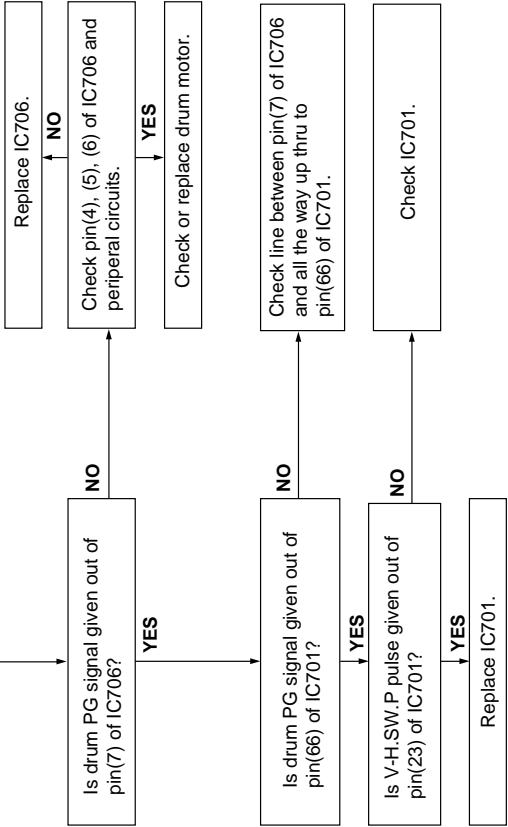 Is drum PG signal given out of
pin(7) of IC706?
NO
Replace IC706.
NO
Check pin(4), (5), (6) of IC706 and
periperal circuits.
YES
Check or replace drum motor.
YES
Is drum PG signal given out of
pin(66) of IC701?
NO
Check line between pin(7) of IC706
and all the way up thru to
pin(66) of IC701.
YES
Is V-H.SW.P pulse given out of
pin(23) of IC701?
NO
Check IC701.
YES
Replace IC701.